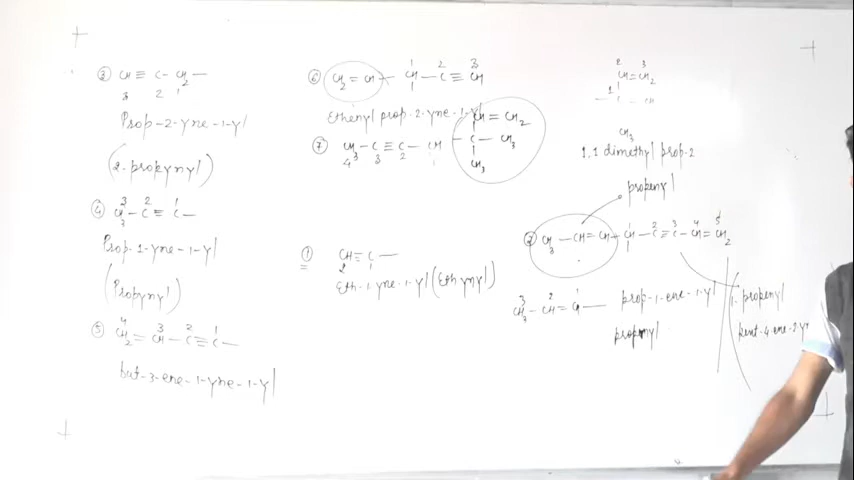 ③ CH ≡ C - CH2 —
3 2 1
Prop-2-yne-1-yl
(2-propynyl)
④ CH3 - C ≡ C —
3 2 1
Prop-1-yne-1-yl
(Propynyl)
⑤ CH2 = CH - C ≡ C —
4 3 2 1
but-3-ene-1-yne-1-yl
⑥ CH2 = CH — CH — C ≡ CH
1 2 3
Ethenyl prop-2-yne-1-yl
CH = CH2
⑦ CH3 - C ≡ C - CH — C — CH3
4 3 2 1
CH3
① CH ≡ C —
2 1
Eth-1-yne-1-yl (Ethynyl)
2 3
CH = CH2
1
— C — CH
CH3
1,1 dimethyl prop-2
propenyl
CH3 — CH = CH — CH — C ≡ C — CH = CH2
1 2 3 4 5
3 2 1
CH3 - CH = CH —
prop-1-ene-1-yl
propenyl
1-propenyl
pent-4-ene-2-yn